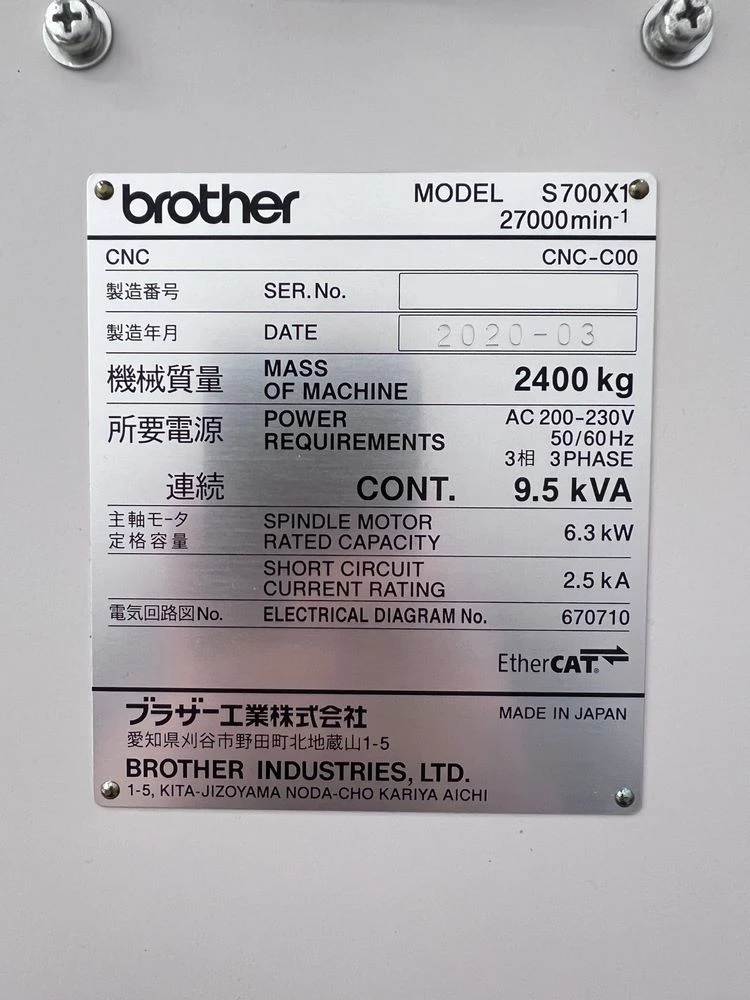 brother MODEL S700X1
27000min-1
CNC CNC-C00
製造番号 SER.No.
製造年月 DATE 2020-03
機械質量 MASS OF MACHINE 2400 kg
所要電源 POWER REQUIREMENTS AC 200-230V
50/60Hz
3相 3PHASE
連続 CONT. 9.5 kVA
主軸モータ 定格容量 SPINDLE MOTOR RATED CAPACITY 6.3 kW
SHORT CIRCUIT CURRENT RATING 2.5 kA
電気回路図No. ELECTRICAL DIAGRAM No. 670710
EtherCAT®
ブラザー工業株式会社 MADE IN JAPAN
愛知県刈谷市野田町北地蔵山1-5
BROTHER INDUSTRIES, LTD.
1-5, KITA-JIZOYAMA NODA-CHO KARIYA AICHI